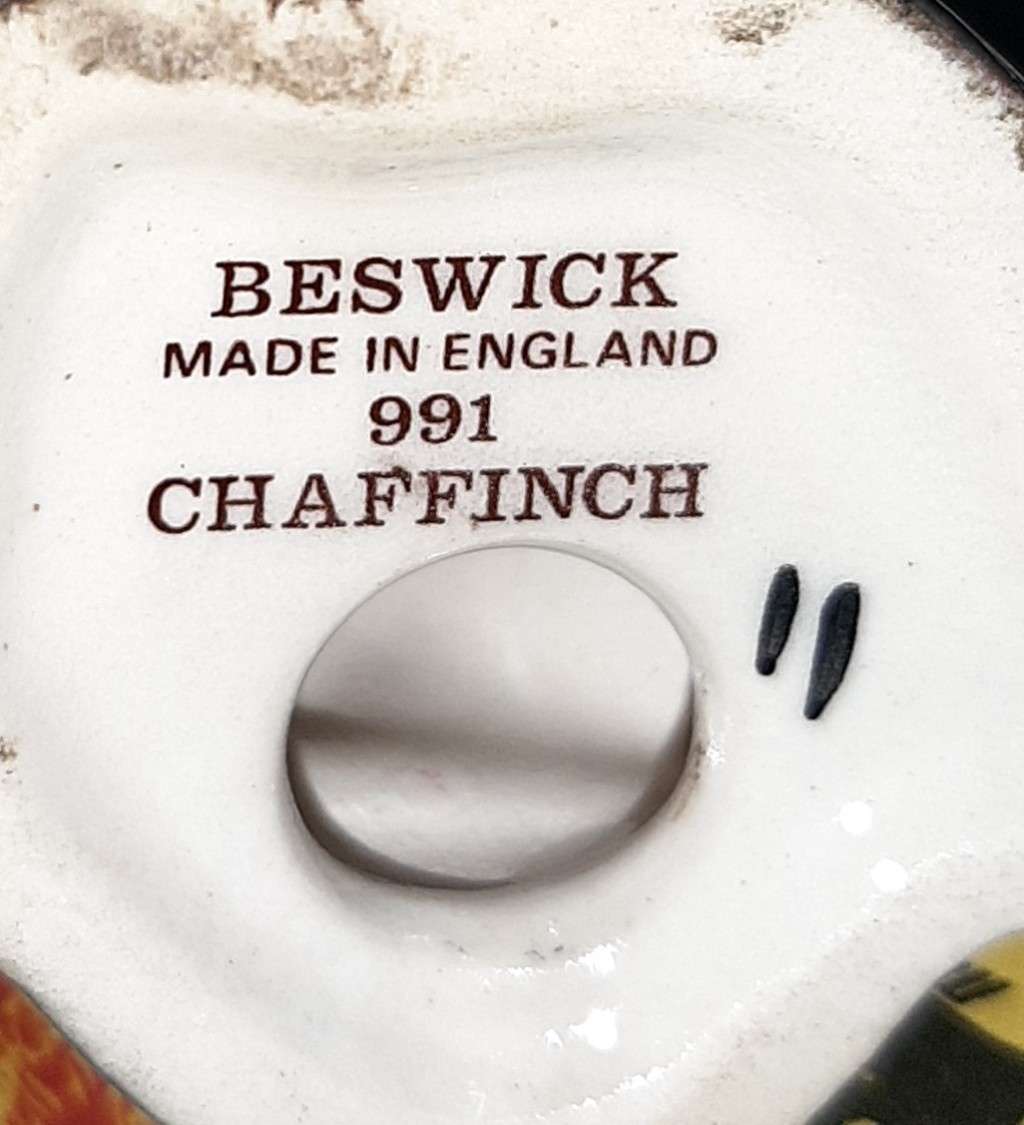 BESWICK
MADE IN ENGLAND
991
CHAFFINCH